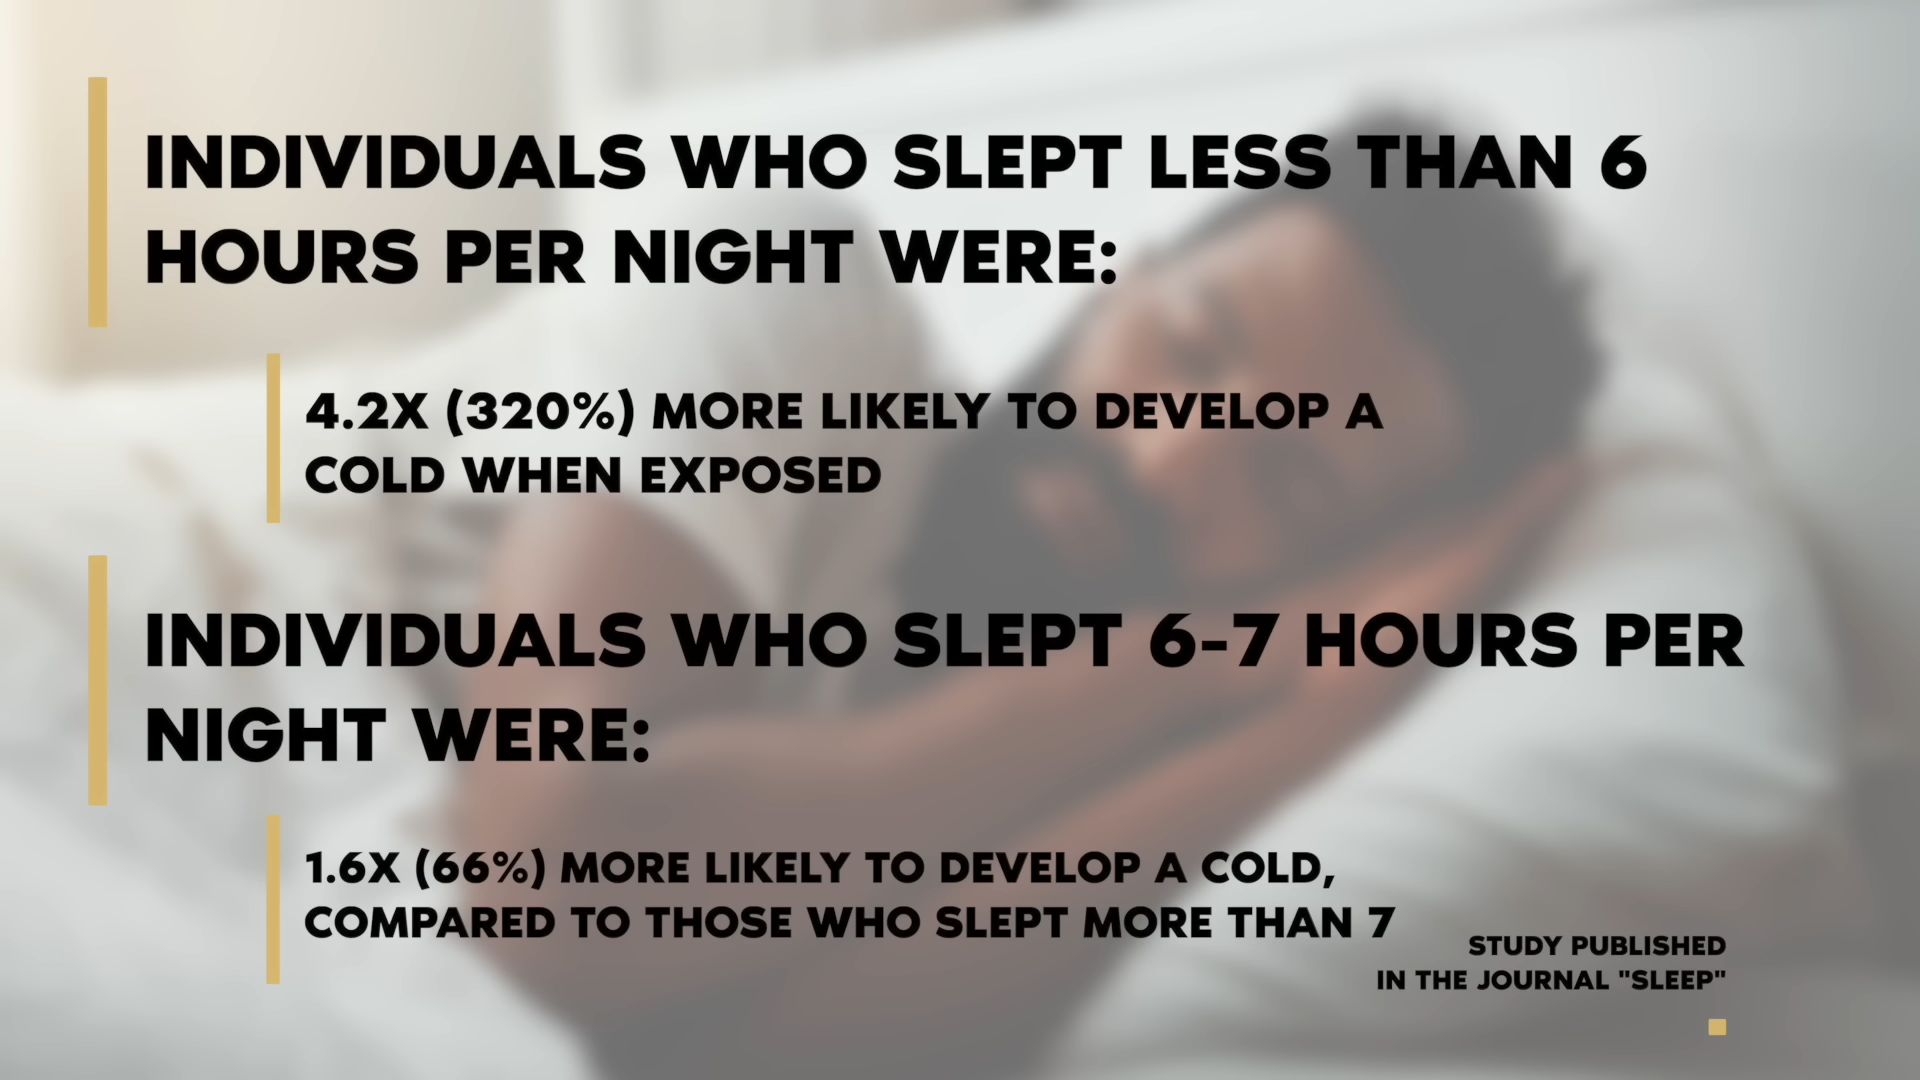 INDIVIDUALS WHO SLEPT LESS THAN 6
HOURS PER NIGHT WERE:
4.2X (320%) MORE LIKELY TO DEVELOP A
COLD WHEN EXPOSED
INDIVIDUALS WHO SLEPT 6-7 HOURS PER
NIGHT WERE:
1.6X (66%) MORE LIKELY TO DEVELOP A COLD,
COMPARED TO THOSE WHO SLEPT MORE THAN 7
STUDY PUBLISHED
IN THE JOURNAL "SLEEP"